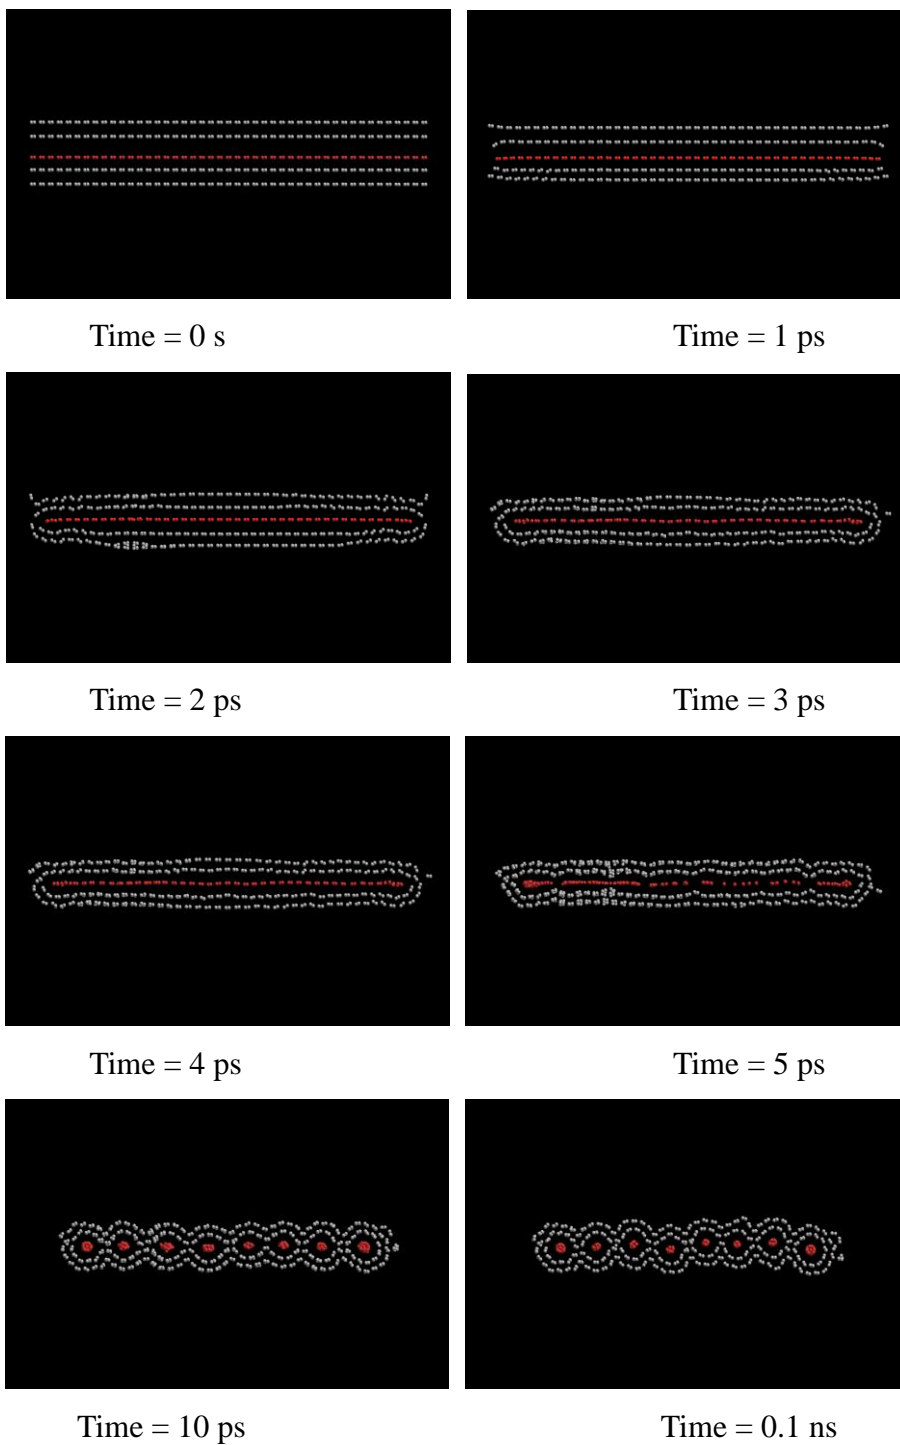 Time = 0 s
Time = 1 ps
Time = 2 ps
Time = 3 ps
Time = 4 ps
Time = 5 ps
Time = 10 ps
Time = 0.1 ns